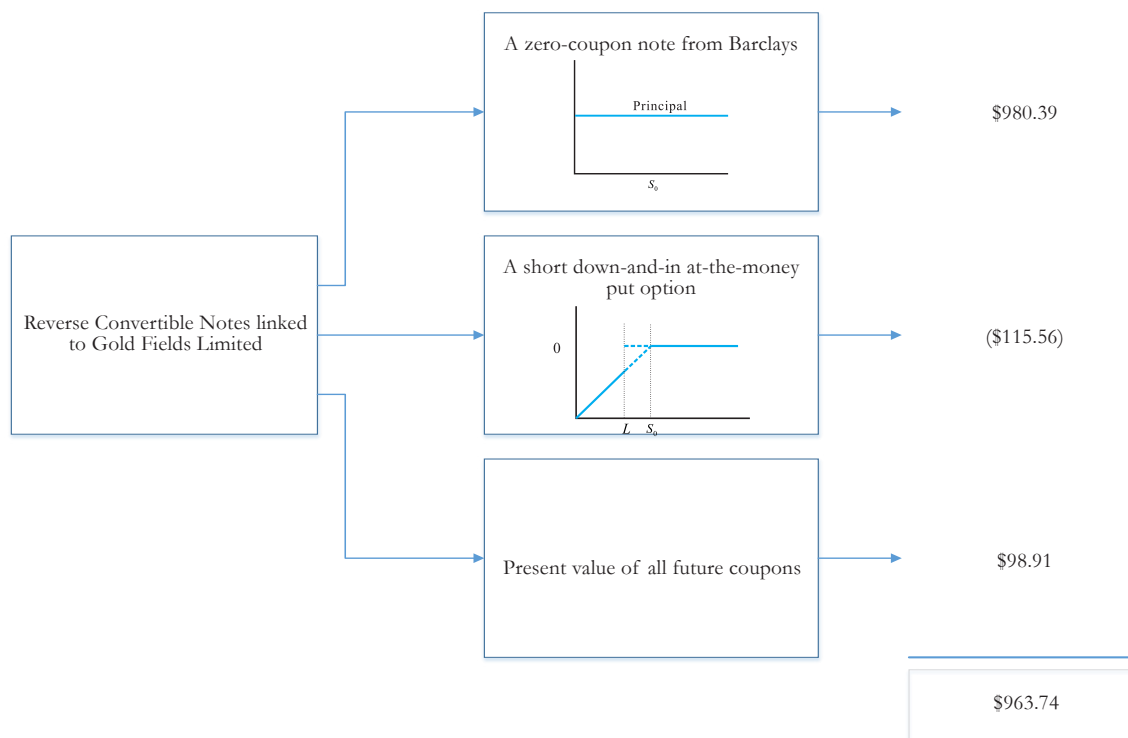 A zero-coupon note from Barclays
Principal
S₀
$980.39
Reverse Convertible Notes linked
to Gold Fields Limited
A short down-and-in at-the-money
put option
0
L S₀
($115.56)
Present value of all future coupons
$98.91
$963.74